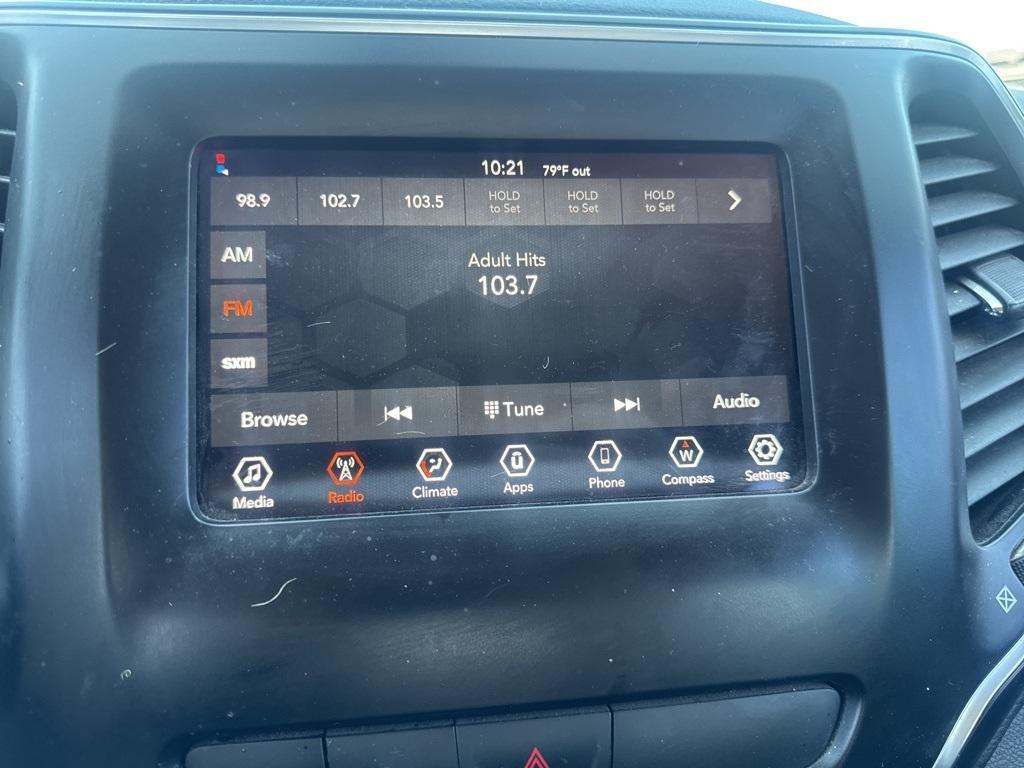 10:21 79°F out
98.9 102.7 103.5 HOLD to Set HOLD to Set HOLD to Set
AM
Adult Hits
103.7
FM
sxm
Browse Tune Audio
Media Radio Climate Apps Phone W Compass Settings